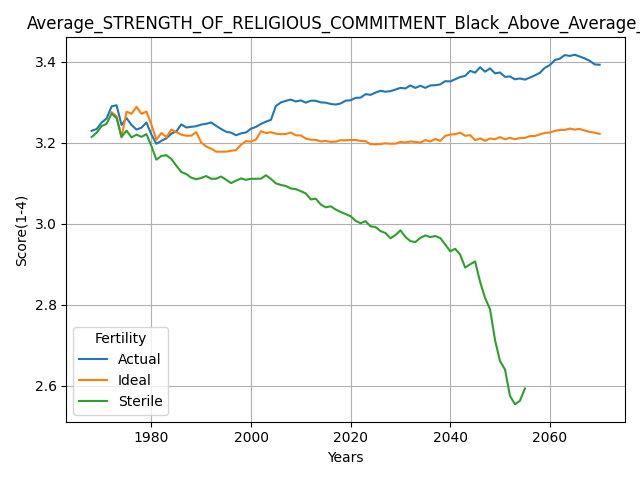 Average_STRENGTH_OF_RELIGIOUS_COMMITMENT_Black_Above_Average_
3.4
3.2
3.0
2.8
2.6
Score(1-4)
Fertility
Actual
Ideal
Sterile
1980
2000
2020
2040
2060
Years